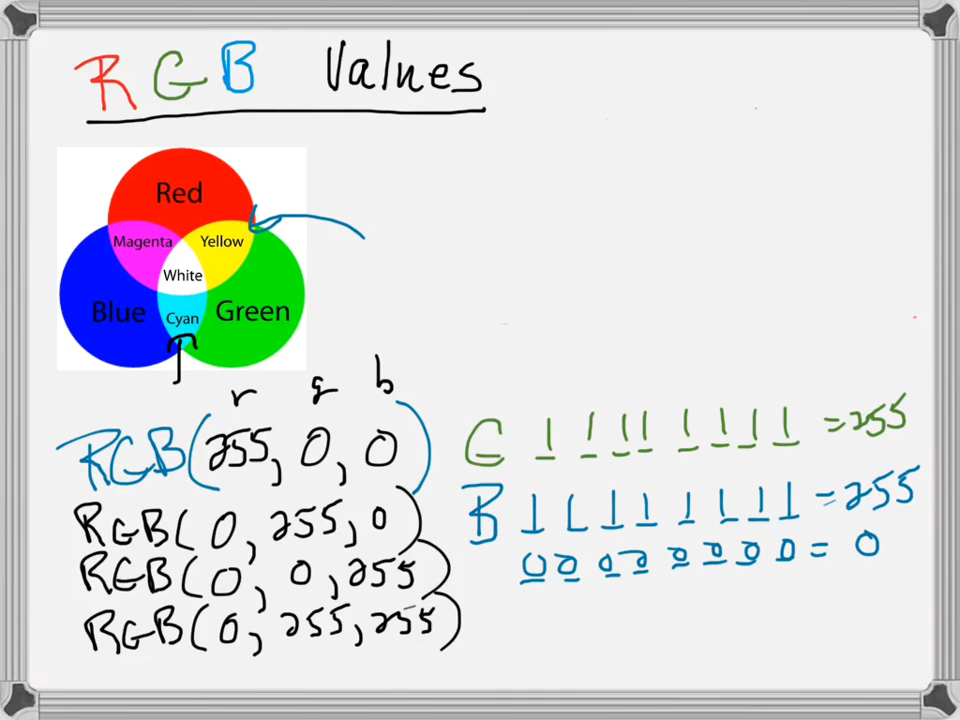 RGB Values
Red
Magenta Yellow
White
Blue Cyan Green
r g b
RGB(255, 0, 0)
RGB(0, 255, 0)
RGB(0, 0, 255)
RGB(0, 255, 255)
G 1 1 1 1 1 1 1 1 = 255
B 1 1 1 1 1 1 1 1 = 255
0 0 0 0 0 0 0 0 = 0